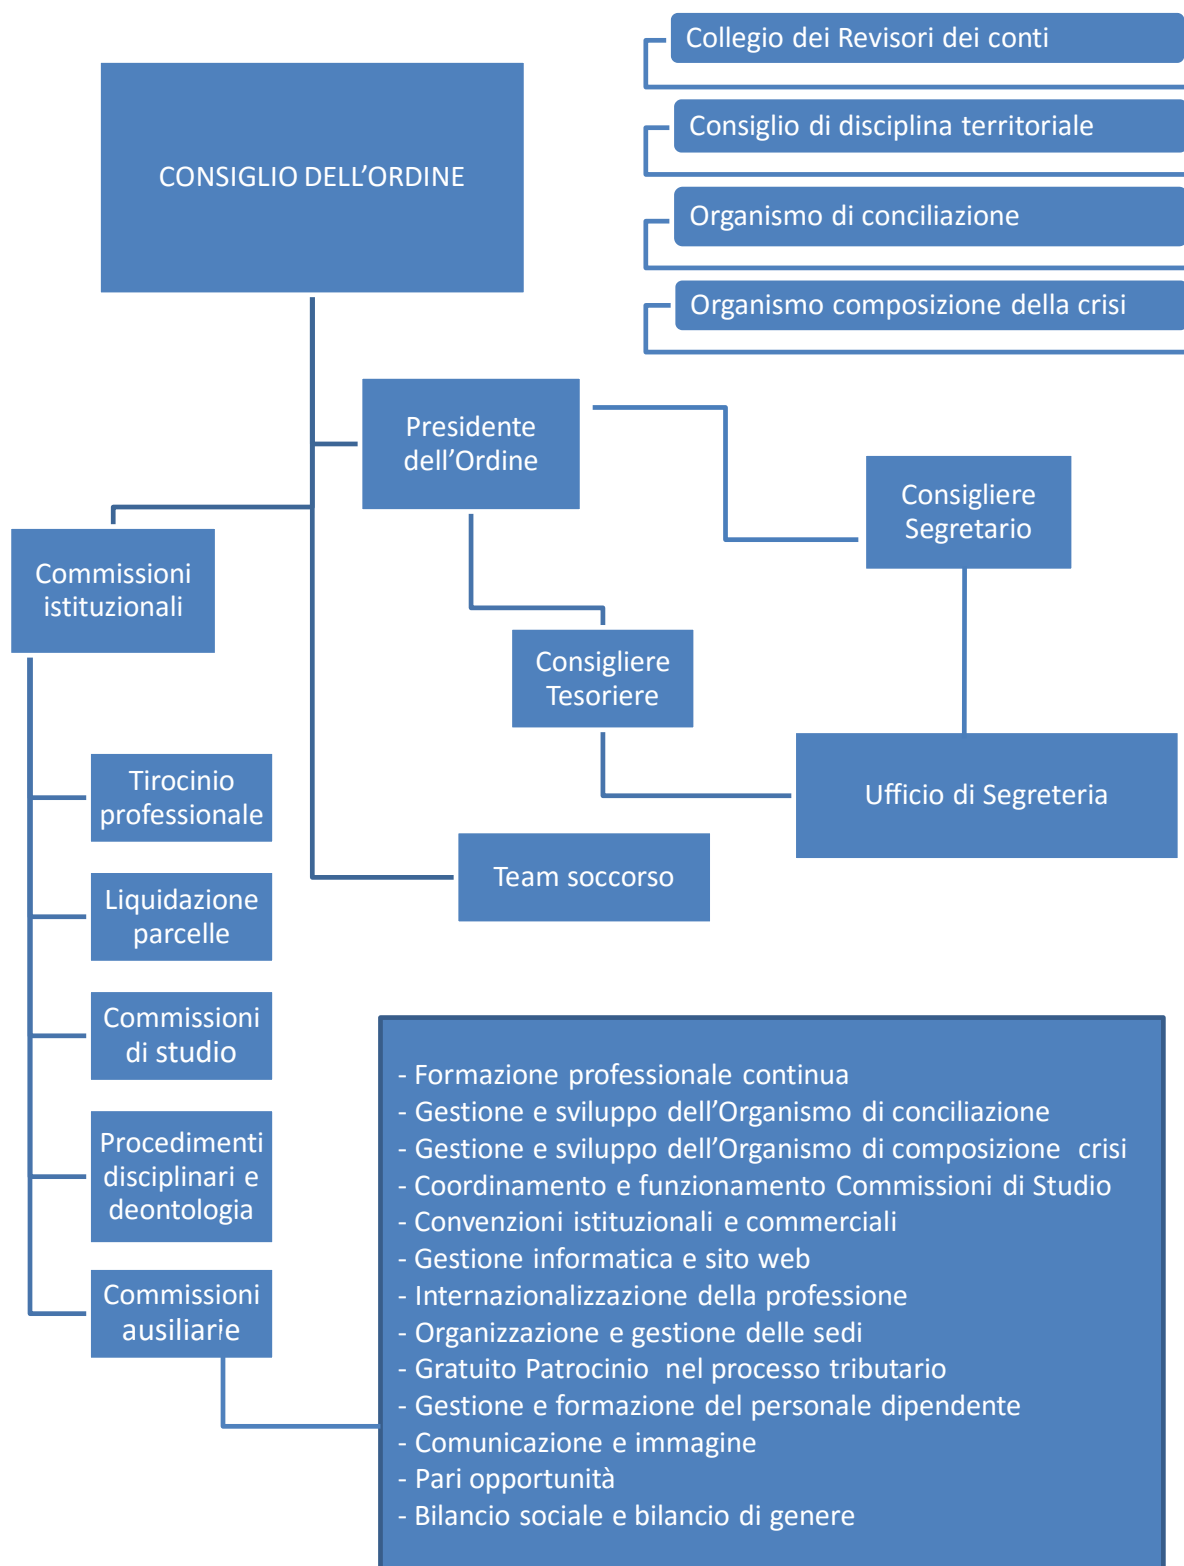 Collegio dei Revisori dei conti
Consiglio di disciplina territoriale
CONSIGLIO DELL’ORDINE
Organismo di conciliazione
Organismo composizione della crisi
Presidente
dell’Ordine
Consigliere
Segretario
Commissioni
istituzionali
Consigliere
Tesoriere
Tirocinio
professionale
Ufficio di Segreteria
Team soccorso
Liquidazione
parcelle
Commissioni
di studio
Procedimenti
disciplinari e
deontologia
Commissioni
ausiliarie
- Formazione professionale continua
- Gestione e sviluppo dell’Organismo di conciliazione
- Gestione e sviluppo dell’Organismo di composizione crisi
- Coordinamento e funzionamento Commissioni di Studio
- Convenzioni istituzionali e commerciali
- Gestione informatica e sito web
- Internazionalizzazione della professione
- Organizzazione e gestione delle sedi
- Gratuito Patrocinio nel processo tributario
- Gestione e formazione del personale dipendente
- Comunicazione e immagine
- Pari opportunità
- Bilancio sociale e bilancio di genere